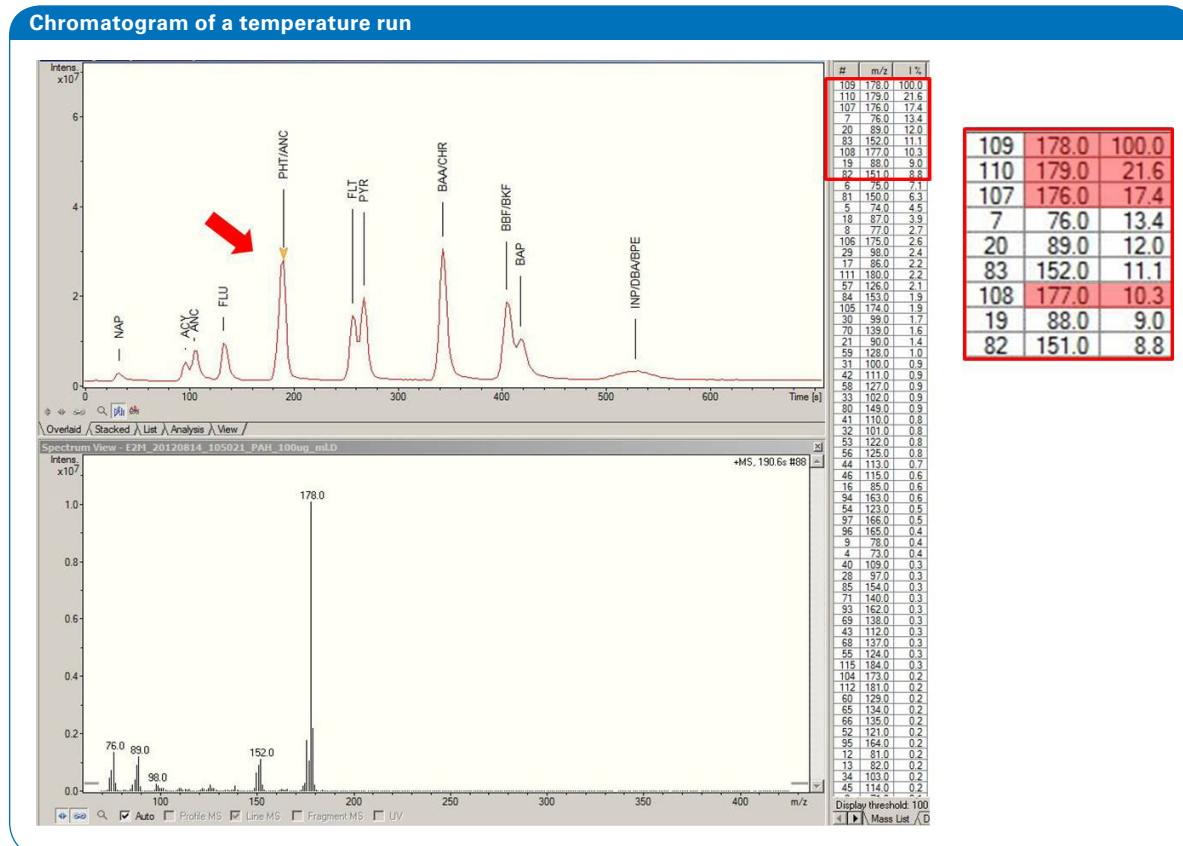 Chromatogram of a temperature run
Intens.
x10⁷
6
4
2
0
NAP
ACY
ANC
FLU
PHT/ANC
FLT
PYR
BAA/CHR
BBF/BKF
BAP
INP/DBA/BPE
0 100 200 300 400 500 600 Time [s]
Overlaid Stacked List Analysis View
Spectrum View - E2M_20120814_105021_PAH_100ug_ml.D
Intens.
x10⁷
+MS, 190.6s #88
1.0
0.8
0.6
0.4
0.2
0.0
178.0
76.0
89.0
98.0
152.0
100 150 200 250 300 350 400 m/z
Auto Profile MS Line MS Fragment MS UV
# m/z I %
109 178.0 100.0
110 179.0 21.6
107 176.0 17.4
7 76.0 13.4
20 89.0 12.0
83 152.0 11.1
108 177.0 10.3
19 88.0 9.0
82 151.0 8.8
6 75.0 7.1
81 150.0 6.3
5 74.0 4.5
18 87.0 3.9
8 77.0 2.7
106 175.0 2.6
29 98.0 2.4
17 86.0 2.2
111 180.0 2.2
57 126.0 2.1
84 153.0 1.9
105 174.0 1.9
30 99.0 1.7
70 139.0 1.6
21 90.0 1.4
59 128.0 1.0
31 100.0 0.9
42 111.0 0.9
58 127.0 0.9
33 102.0 0.9
80 149.0 0.9
41 110.0 0.8
32 101.0 0.8
53 122.0 0.8
56 125.0 0.8
44 113.0 0.7
46 115.0 0.6
16 85.0 0.6
94 163.0 0.6
54 123.0 0.5
97 166.0 0.5
96 165.0 0.4
9 78.0 0.4
4 73.0 0.4
40 109.0 0.3
28 97.0 0.3
85 154.0 0.3
71 140.0 0.3
93 162.0 0.3
69 138.0 0.3
43 112.0 0.3
68 137.0 0.3
55 124.0 0.3
115 184.0 0.3
104 173.0 0.2
112 181.0 0.2
60 129.0 0.2
65 134.0 0.2
66 135.0 0.2
52 121.0 0.2
95 164.0 0.2
12 81.0 0.2
13 82.0 0.2
34 103.0 0.2
45 114.0 0.2
Display threshold: 100
Mass List D
109 178.0 100.0
110 179.0 21.6
107 176.0 17.4
7 76.0 13.4
20 89.0 12.0
83 152.0 11.1
108 177.0 10.3
19 88.0 9.0
82 151.0 8.8